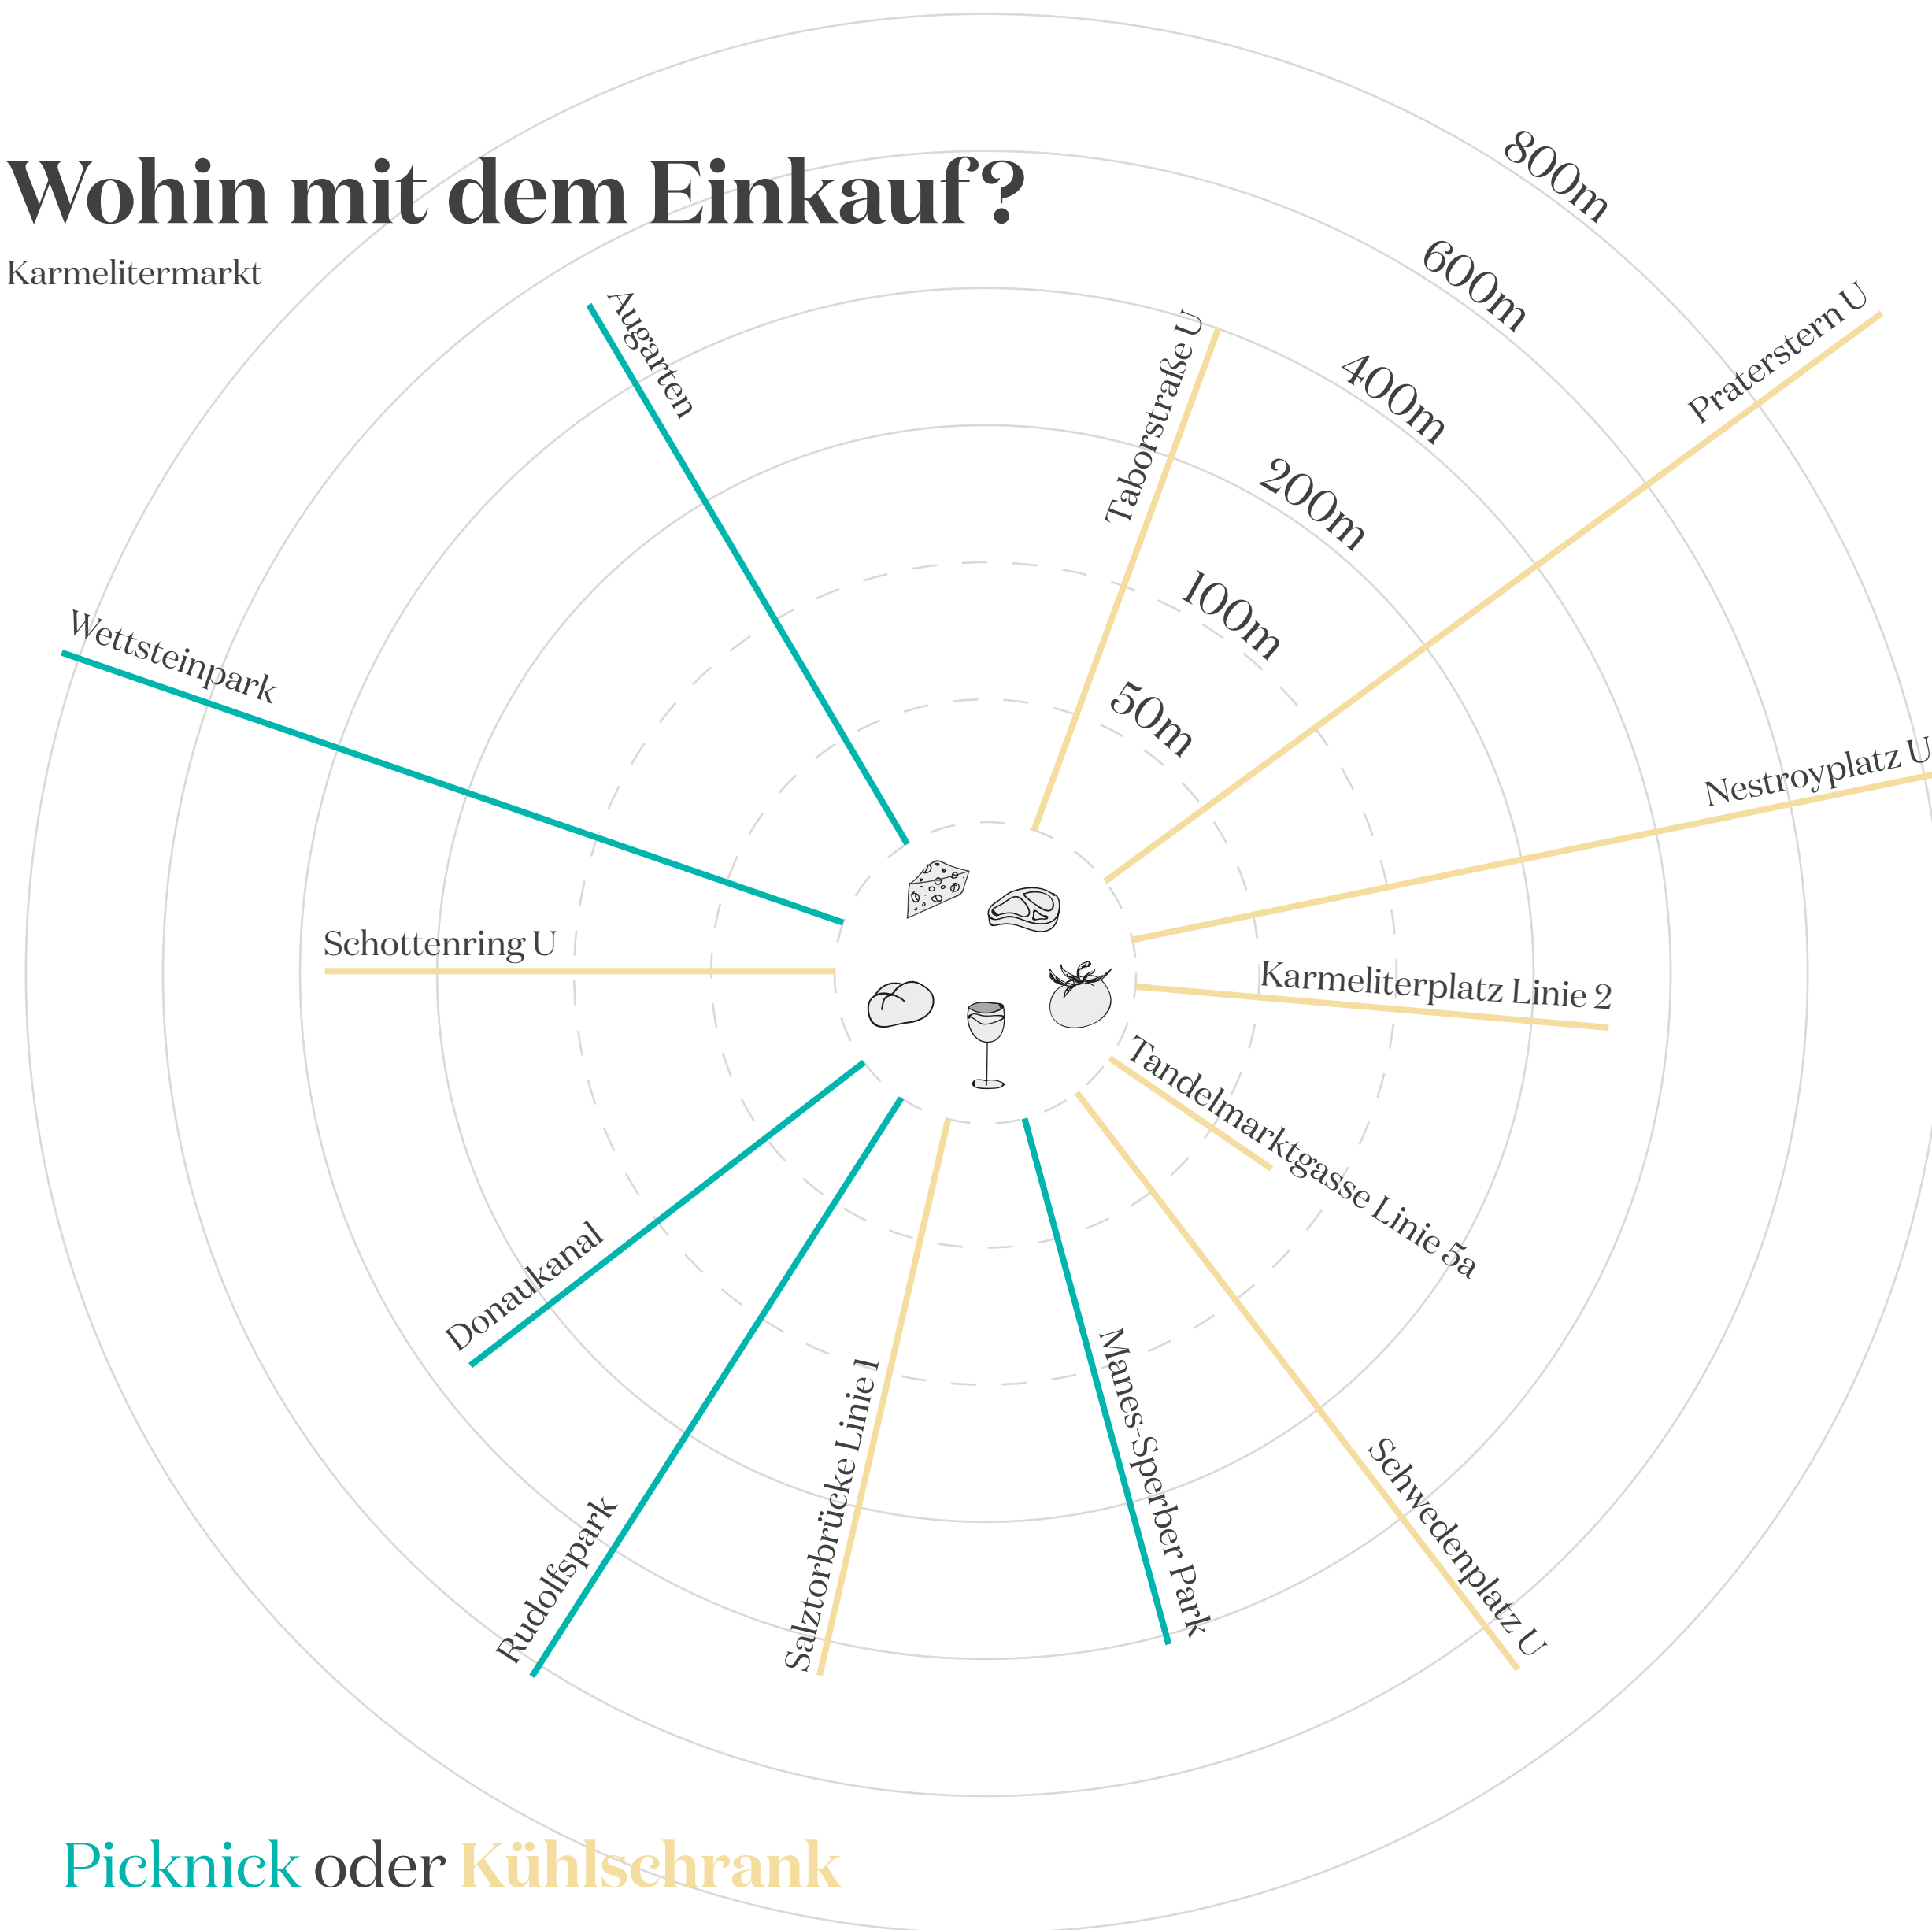 Wohin mit dem Einkauf?
Karmelitermarkt
800m
600m
400m
200m
100m
50m
Augarten
Taborstraße U
Praterstern U
Wettsteinpark
Nestroyplatz U
Schottenring U
Karmeliterplatz Linie 2
Tandelmarktgasse Linie 5a
Donaukanal
Rudolfspark
Salztorbrücke Linie 1
Manes-Sperber Park
Schwedenplatz U
Picknick oder Kühlschrank